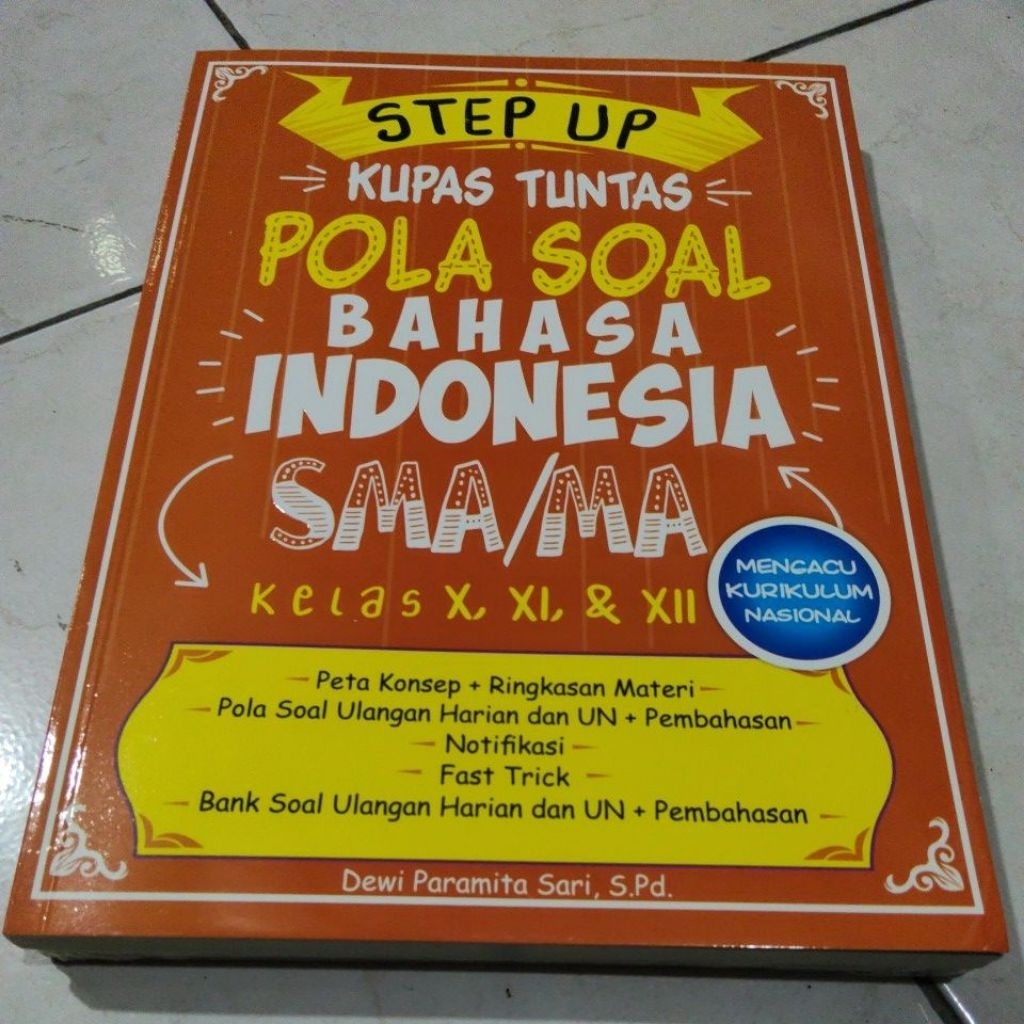 STEP UP
KUPAS TUNTAS
POLA SOAL
BAHASA
INDONESIA
SMA/MA
Kelas X, XI, & XII
MENGACU
KURIKULUM
NASIONAL
Peta Konsep + Ringkasan Materi
Pola Soal Ulangan Harian dan UN + Pembahasan
Notifikasi
Fast Trick
Bank Soal Ulangan Harian dan UN + Pembahasan
Dewi Paramita Sari, S.Pd.